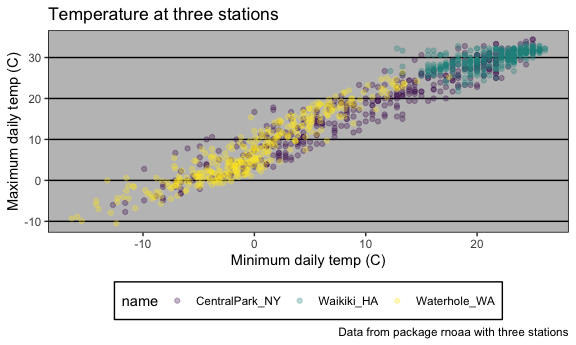 Temperature at three stations
Maximum daily temp (C)
30
20
10
0
-10
-10 0 10 20
Minimum daily temp (C)
name CentralPark_NY Waikiki_HA Waterhole_WA
Data from package rnoaa with three stations